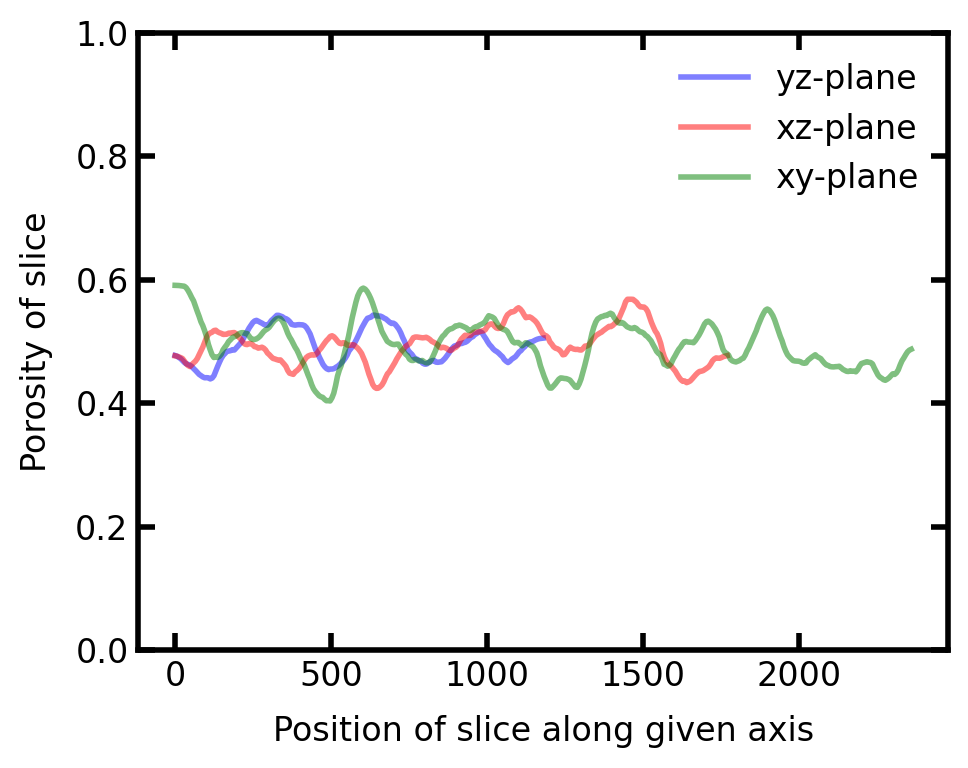 1.0
0.8
0.6
0.4
0.2
0.0
Porosity of slice
yz-plane
xz-plane
xy-plane
0 500 1000 1500 2000
Position of slice along given axis